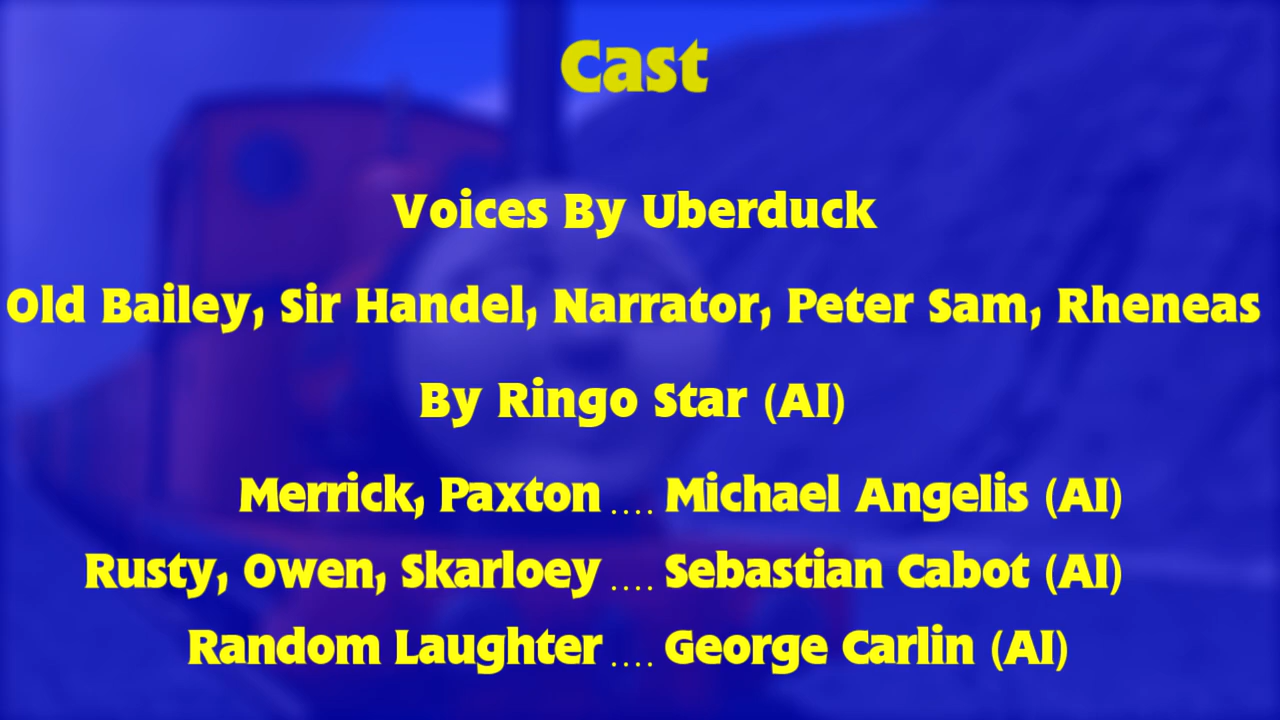 Cast
Voices By Uberduck
Old Bailey, Sir Handel, Narrator, Peter Sam, Rheneas
By Ringo Star (AI)
Merrick, Paxton .... Michael Angelis (AI)
Rusty, Owen, Skarloey .... Sebastian Cabot (AI)
Random Laughter .... George Carlin (AI)